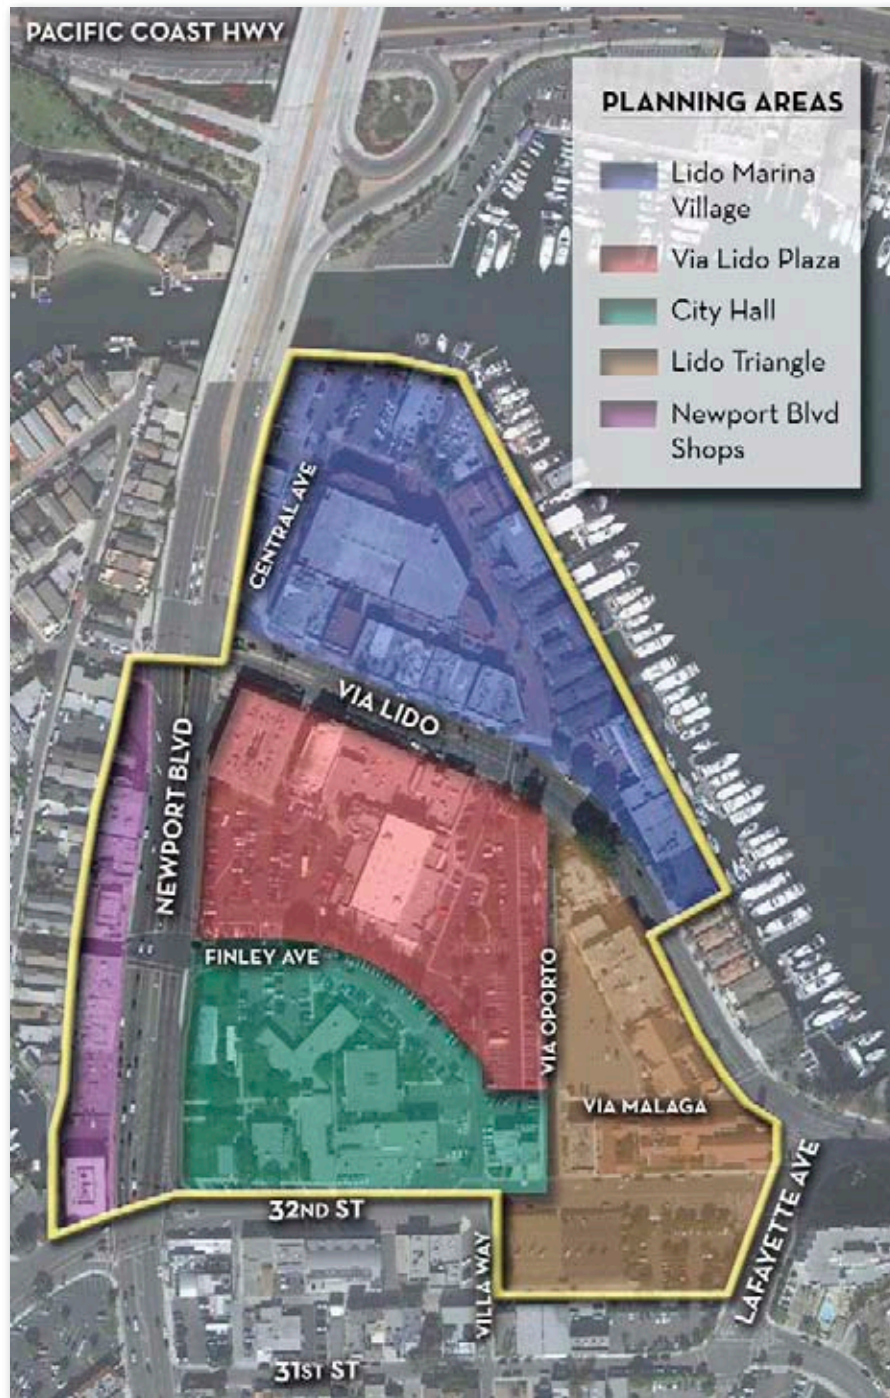 PACIFIC COAST HWY
PLANNING AREAS
Lido Marina
Village
Via Lido Plaza
City Hall
Lido Triangle
Newport Blvd
Shops
CENTRAL AVE
VIA LIDO
NEWPORT BLVD
FINLEY AVE
VIA OPORTO
VIA MALAGA
32ND ST
LAFAYETTE AVE
VILLA WAY
31ST ST